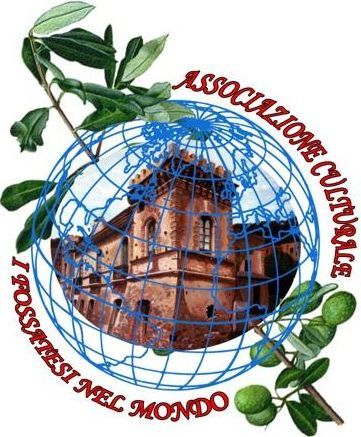 ASSOCIAZIONE CULTURALE
I FOSSATESI NEL MONDO